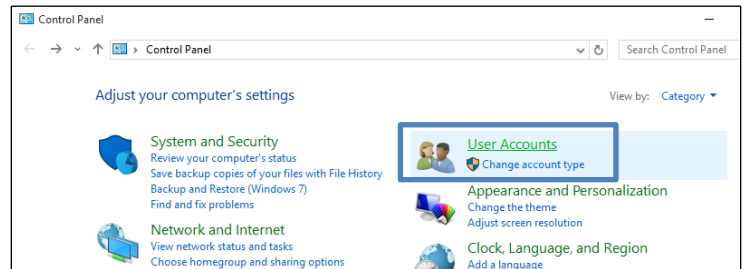 Control Panel
Control Panel
Search Control Panel
Adjust your computer's settings
View by: Category
System and Security
Review your computer's status
Save backup copies of your files with File History
Backup and Restore (Windows 7)
Find and fix problems
Network and Internet
View network status and tasks
Choose homegroup and sharing options
User Accounts
Change account type
Appearance and Personalization
Change the theme
Adjust screen resolution
Clock, Language, and Region
Add a language